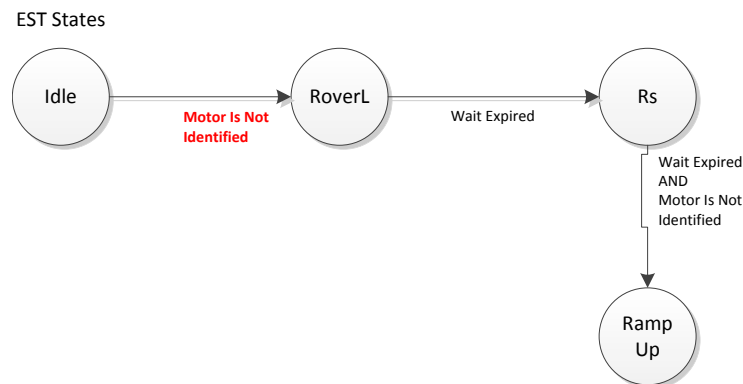 EST States
Idle
Motor Is Not
Identified
RoverL
Wait Expired
Rs
Wait Expired
AND
Motor Is Not
Identified
Ramp
Up